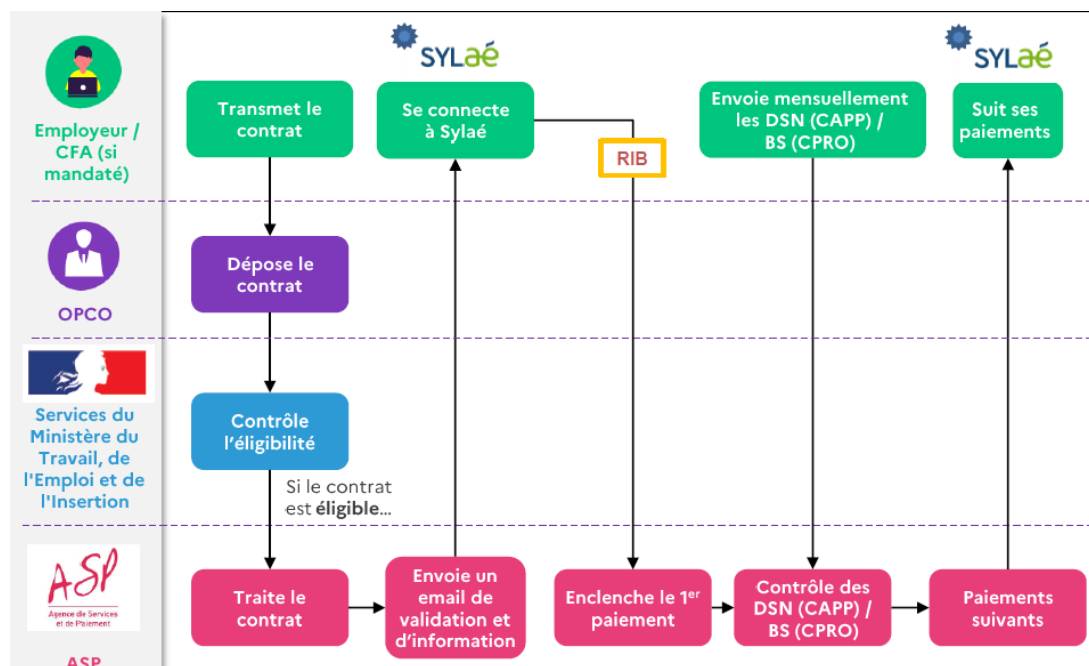 SYLaé
SYLaé
Employeur /
CFA (si
mandaté)
Transmet le
contrat
Se connecte
à Sylaé
RIB
Envoie mensuellement
les DSN (CAPP) /
BS (CPRO)
Suit ses
paiements
OPCO
Dépose le
contrat
Services du
Ministère du
Travail, de
l'Emploi et de
l'Insertion
Contrôle
l’éligibilité
Si le contrat
est éligible…
ASP
Agence de Services
et de Paiement
ASP
Traite le
contrat
Envoie un
email de
validation et
d’information
Enclenche le 1er
paiement
Contrôle des
DSN (CAPP) /
BS (CPRO)
Paiements
suivants